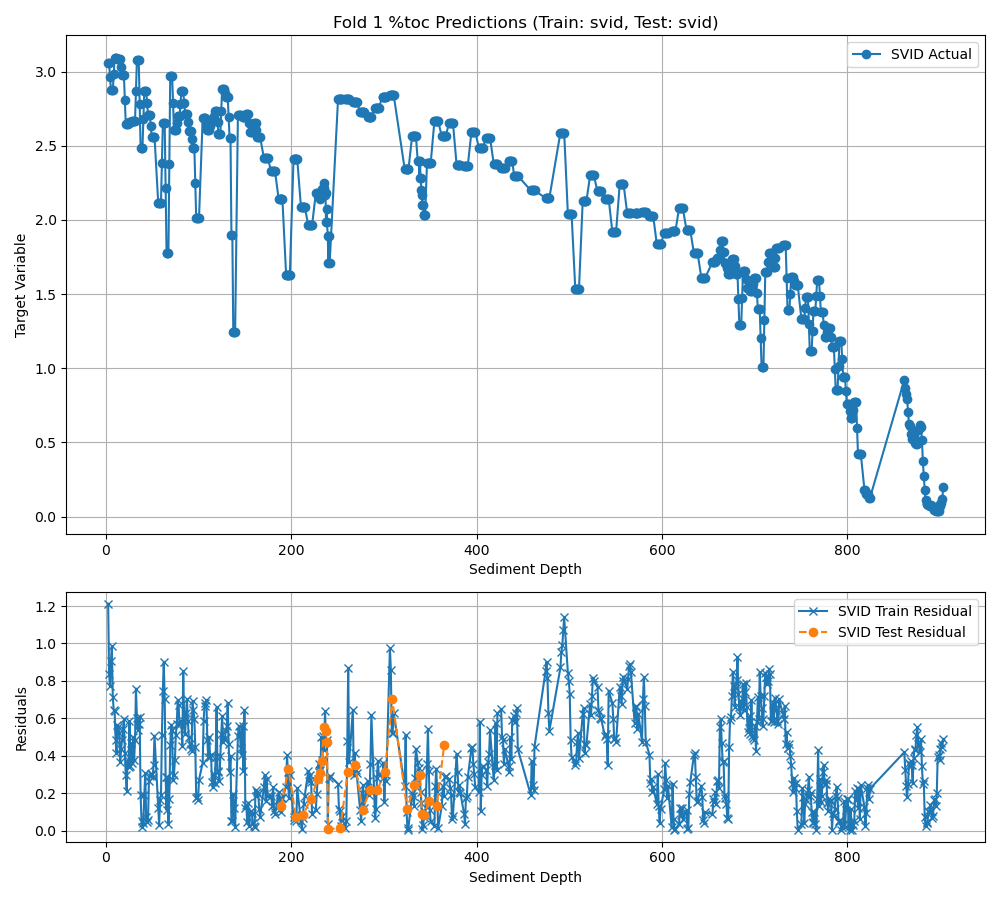 Fold 1 %toc Predictions (Train: svid, Test: svid)
SVID Actual
Target Variable
3.0
2.5
2.0
1.5
1.0
0.5
0.0
0 200 400 600 800
Sediment Depth
SVID Train Residual
SVID Test Residual
Residuals
1.2
1.0
0.8
0.6
0.4
0.2
0.0
0 200 400 600 800
Sediment Depth